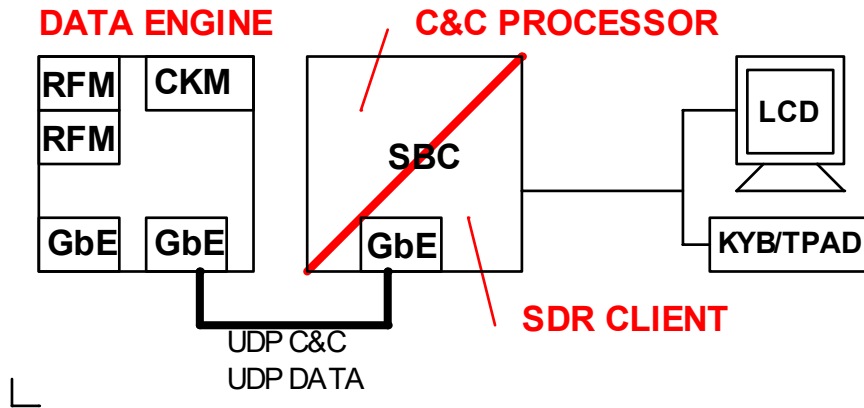 DATA ENGINE
C&C PROCESSOR
RFM
CKM
RFM
SBC
LCD
GbE
GbE
GbE
KYB/TPAD
SDR CLIENT
UDP C&C
UDP DATA